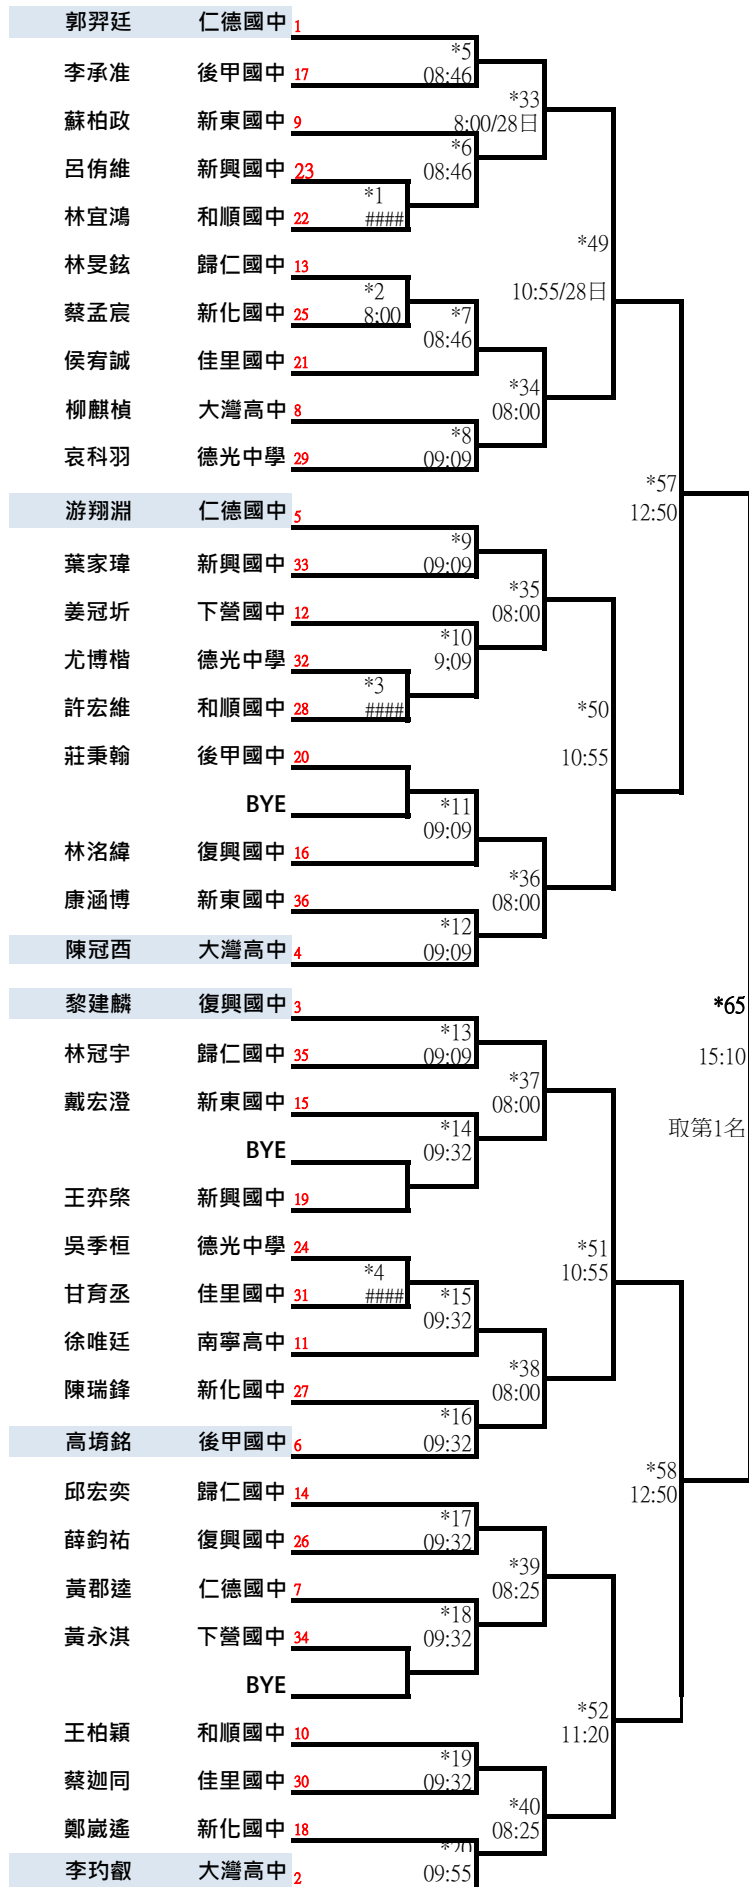 郭羿廷 仁德國中 1
*5
李承准 後甲國中 17 08:46
*33
蘇柏政 新東國中 9 8:00/28日
*6
呂侑維 新興國中 23 08:46
*1
林宜鴻 和順國中 22 ####
*49
林旻鉉 歸仁國中 13
*2 10:55/28日
蔡孟宸 新化國中 25 8:00 *7
08:46
侯宥誠 佳里國中 21
*34
柳麒楨 大灣高中 8 08:00
*8
哀科羽 德光中學 29 09:09
*57
游翔淵 仁德國中 5 12:50
*9
葉家瑋 新興國中 33 09:09
*35
姜冠圻 下營國中 12 08:00
*10
尤博楷 德光中學 32 9;09
*3
許宏維 和順國中 28 #### *50
莊秉翰 後甲國中 20 10:55
BYE *11
09:09
林洺緯 復興國中 16
*36
康涵博 新東國中 36 08:00
*12
陳冠酉 大灣高中 4 09:09
黎建麟 復興國中 3 *65
*13
林冠宇 歸仁國中 35 09:09 15:10
*37
戴宏澄 新東國中 15 08:00
*14 取第1名
BYE 09:32
王弈棨 新興國中 19
吳季桓 德光中學 24 *51
*4 10:55
甘育丞 佳里國中 31 #### *15
09:32
徐唯廷 南寧高中 11
*38
陳瑞鋒 新化國中 27 08:00
*16
高堉銘 後甲國中 6 09:32
*58
邱宏奕 歸仁國中 14 12:50
*17
薛鈞祐 復興國中 26 09:32
*39
黃郡逵 仁德國中 7 08:25
*18
黃永淇 下營國中 34 09:32
BYE
*52
王柏穎 和順國中 10 11:20
*19
蔡迦同 佳里國中 30 09:32
*40
鄭崴遙 新化國中 18 08:25
*20
李玓叡 大灣高中 2 09:55